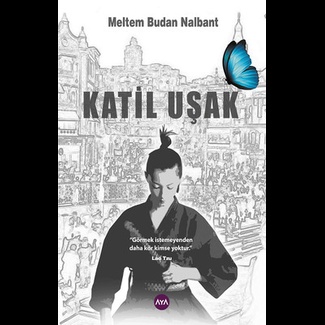 Meltem Budan Nalbant
KATİL UŞAK
"Görmek istemeyenden
daha kör kimse yoktur."
Lao Tzu
AYA